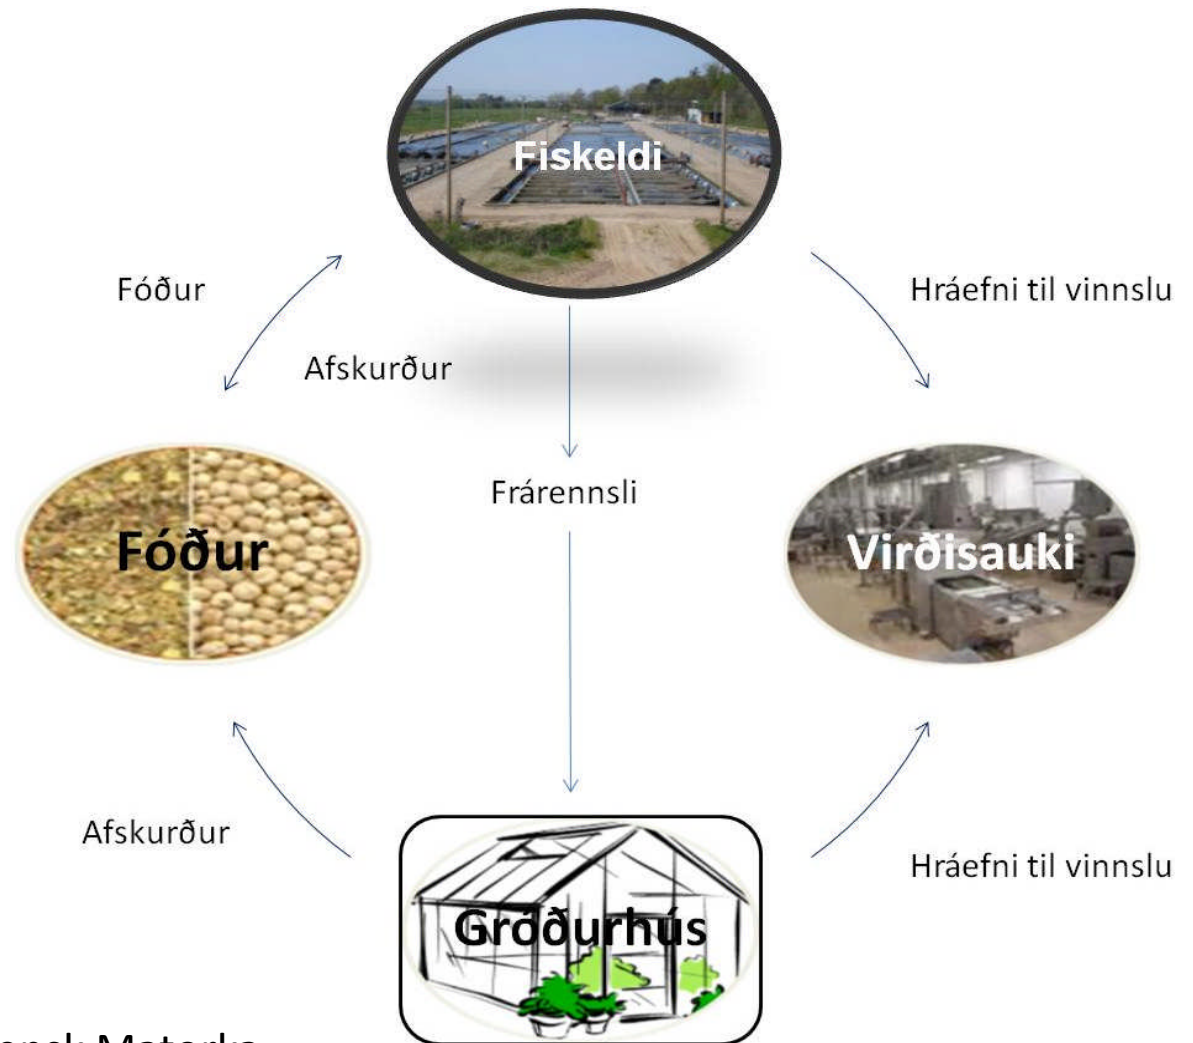 Fiskeldi
Fóður
Hráefni til vinnslu
Afskurður
Frárennsli
Fóður
Virðisauki
Afskurður
Hráefni til vinnslu
Gróðurhús